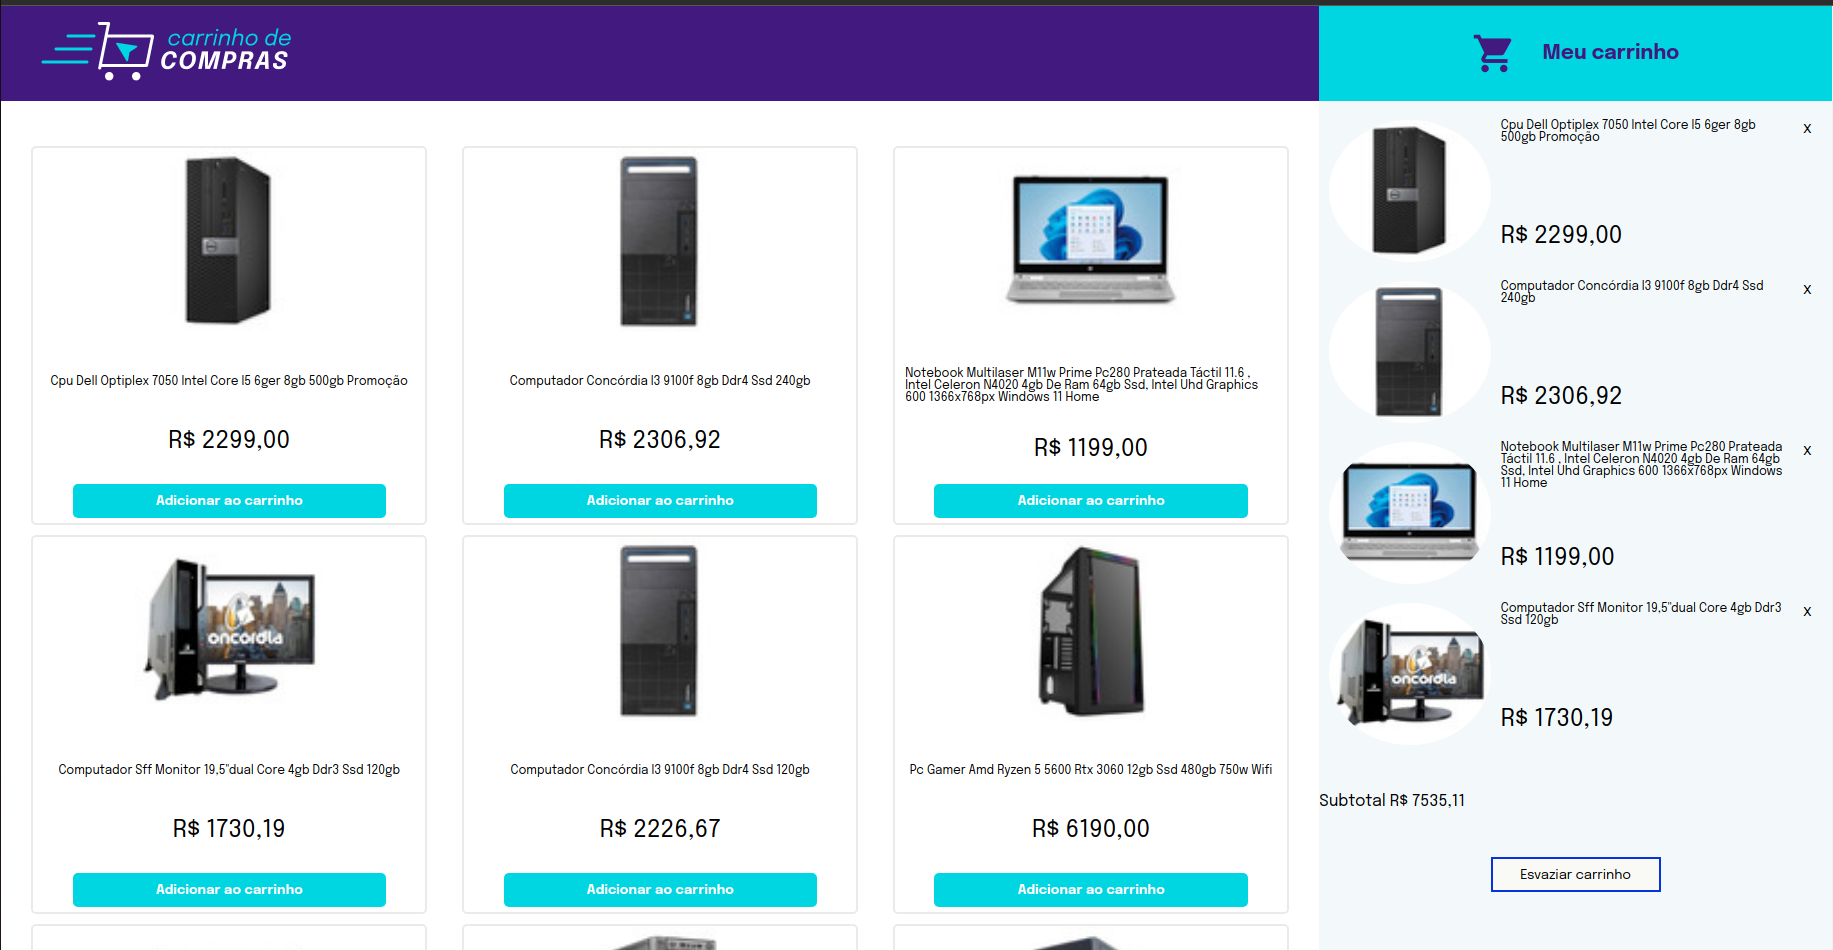 carrinho de
COMPRAS
Meu carrinho
Cpu Dell Optiplex 7050 Intel Core I5 6ger 8gb 500gb Promoção
R$ 2299,00
Adicionar ao carrinho
Computador Concórdia I3 9100f 8gb Ddr4 Ssd 240gb
R$ 2306,92
Adicionar ao carrinho
Notebook Multilaser M11w Prime Pc280 Prateada Táctil 11.6 ,
Intel Celeron N4020 4gb De Ram 64gb Ssd, Intel Uhd Graphics
600 1366x768px Windows 11 Home
R$ 1199,00
Adicionar ao carrinho
oncordia
Computador Sff Monitor 19,5"dual Core 4gb Ddr3 Ssd 120gb
R$ 1730,19
Adicionar ao carrinho
Computador Concórdia I3 9100f 8gb Ddr4 Ssd 120gb
R$ 2226,67
Adicionar ao carrinho
Pc Gamer Amd Ryzen 5 5600 Rtx 3060 12gb Ssd 480gb 750w Wifi
R$ 6190,00
Adicionar ao carrinho
Cpu Dell Optiplex 7050 Intel Core I5 6ger 8gb
500gb Promoção
x
R$ 2299,00
Computador Concórdia I3 9100f 8gb Ddr4 Ssd
240gb
x
R$ 2306,92
Notebook Multilaser M11w Prime Pc280 Prateada
Táctil 11.6 , Intel Celeron N4020 4gb De Ram 64gb
Ssd, Intel Uhd Graphics 600 1366x768px Windows
11 Home
x
R$ 1199,00
oncordia
Computador Sff Monitor 19,5"dual Core 4gb Ddr3
Ssd 120gb
x
R$ 1730,19
Subtotal R$ 7535,11
Esvaziar carrinho